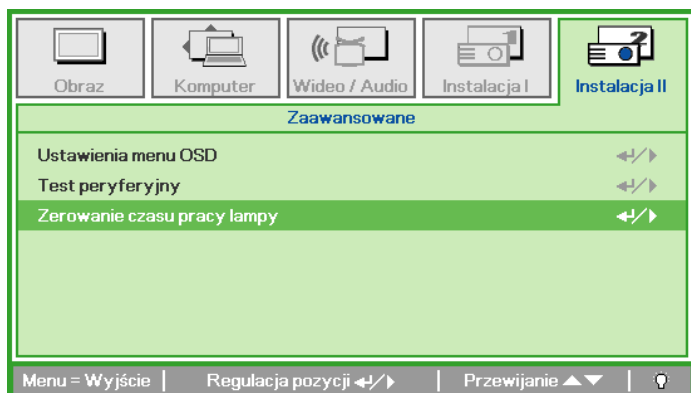 Obraz
Komputer
Wideo / Audio
Instalacja I
Instalacja II
Zaawansowane
Ustawienia menu OSD
Test peryferyjny
Zerowanie czasu pracy lampy
Menu = Wyjście | Regulacja pozycji ↵/▶ | Przewijanie ▲▼ |